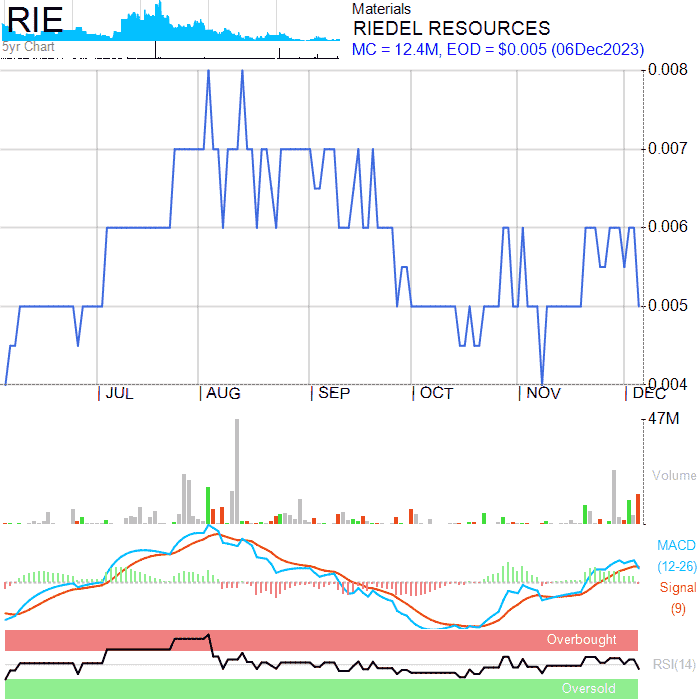 RIE
5yr Chart
Materials
RIEDEL RESOURCES
MC = 12.4M, EOD = $0.005 (06Dec2023)
0.008
0.007
0.006
0.005
0.004
JUL
AUG
SEP
OCT
NOV
DEC
47M
Volume
MACD
(12-26)
Signal
(9)
Overbought
RSI(14)
Oversold